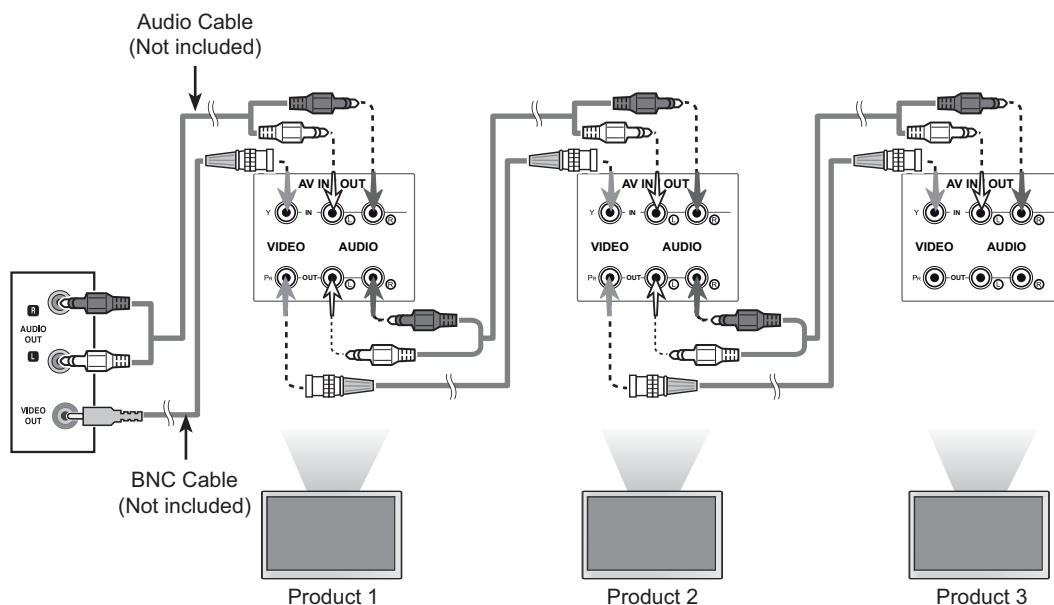 Audio Cable
(Not included)
AV IN OUT
Y IN L R
VIDEO AUDIO
PR OUT L R
AV IN OUT
Y IN L R
VIDEO AUDIO
PR OUT L R
AV IN OUT
Y IN L R
VIDEO AUDIO
PR OUT L R
R
AUDIO
OUT
L
VIDEO
OUT
BNC Cable
(Not included)
Product 1
Product 2
Product 3